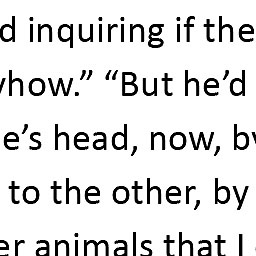 d inquiring if the
yhow.” “But he’d
e’s head, now, by
to the other, by
er animals that I